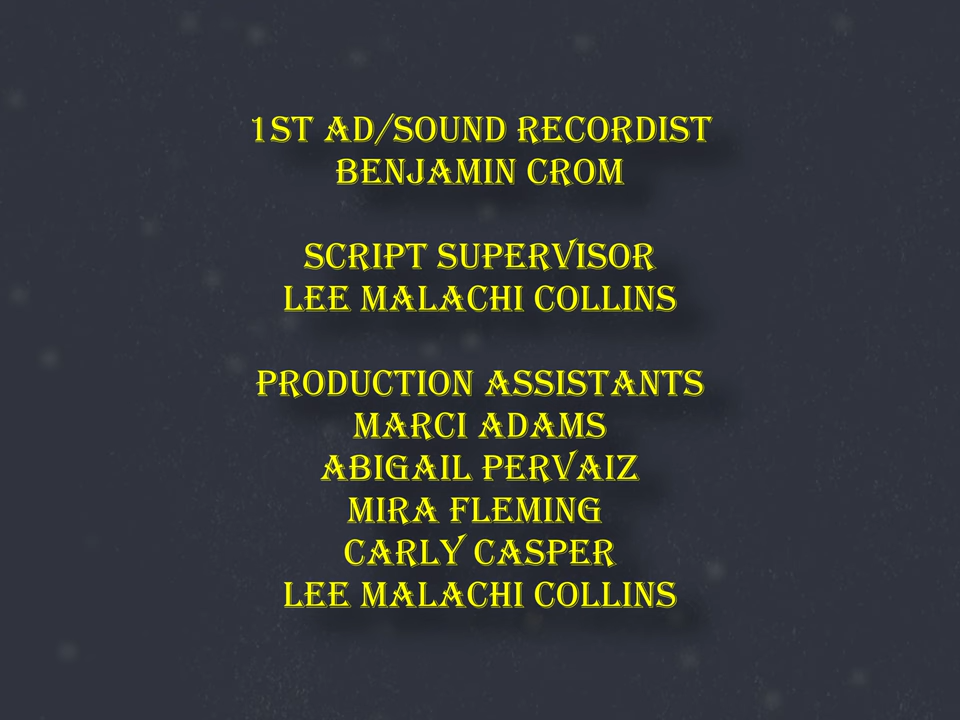 1ST AD/SOUND RECORDIST
BENJAMIN CROM
SCRIPT SUPERVISOR
LEE MALACHI COLLINS
PRODUCTION ASSISTANTS
MARCI ADAMS
ABIGAIL PERVAIZ
MIRA FLEMING
CARLY CASPER
LEE MALACHI COLLINS